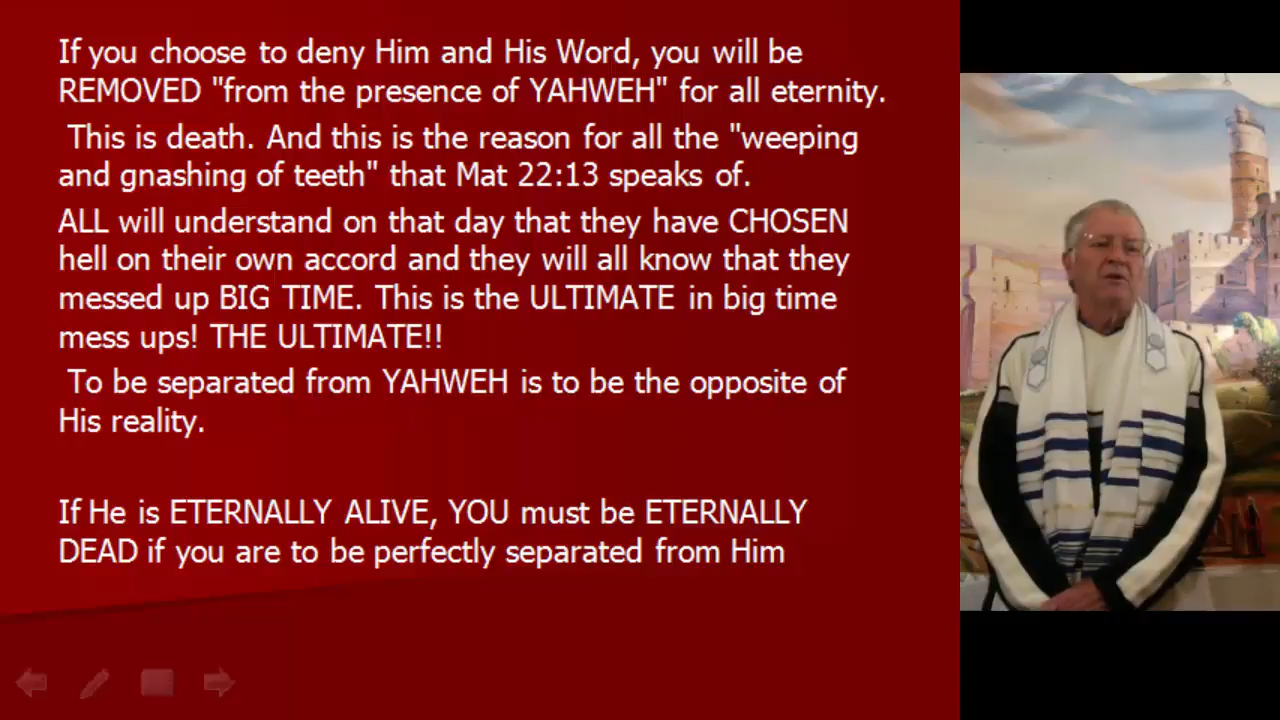 If you choose to deny Him and His Word, you will be
REMOVED "from the presence of YAHWEH" for all eternity.
This is death. And this is the reason for all the "weeping
and gnashing of teeth" that Mat 22:13 speaks of.
ALL will understand on that day that they have CHOSEN
hell on their own accord and they will all know that they
messed up BIG TIME. This is the ULTIMATE in big time
mess ups! THE ULTIMATE!!
To be separated from YAHWEH is to be the opposite of
His reality.
If He is ETERNALLY ALIVE, YOU must be ETERNALLY
DEAD if you are to be perfectly separated from Him